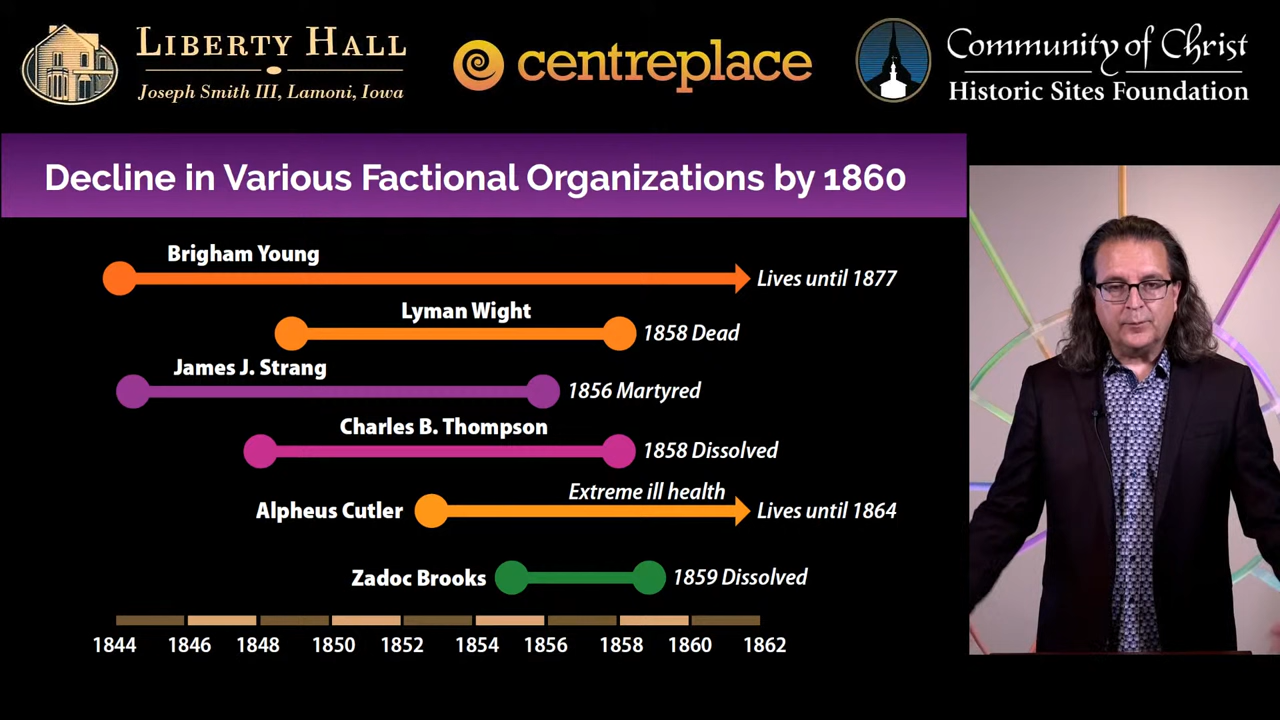 LIBERTY HALL
Joseph Smith III, Lamoni, Iowa
centreplace
Community of Christ
Historic Sites Foundation
Decline in Various Factional Organizations by 1860
Brigham Young
Lives until 1877
Lyman Wight
1858 Dead
James J. Strang
1856 Martyred
Charles B. Thompson
1858 Dissolved
Extreme ill health
Alpheus Cutler
Lives until 1864
Zadoc Brooks
1859 Dissolved
1844 1846 1848 1850 1852 1854 1856 1858 1860 1862